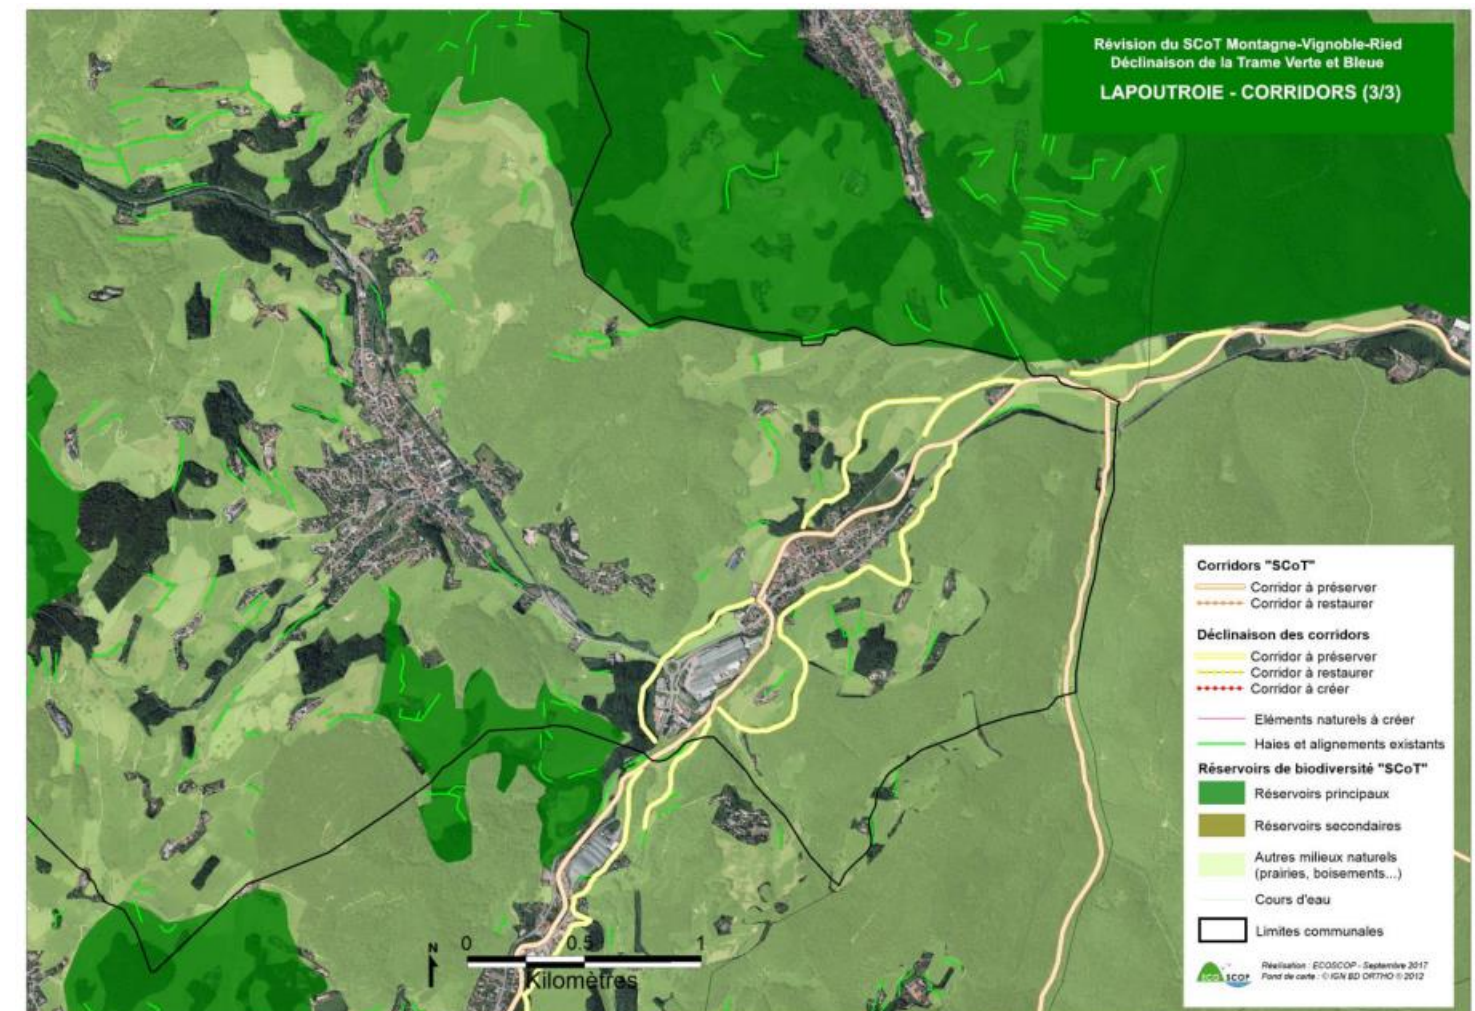 Révision du SCoT Montagne-Vignoble-Ried
Déclinaison de la Trame Verte et Bleue
LAPOUTROIE - CORRIDORS (3/3)
Corridors "SCoT"
Corridor à préserver
Corridor à restaurer
Déclinaison des corridors
Corridor à préserver
Corridor à restaurer
Corridor à créer
Eléments naturels à créer
Haies et alignements existants
Réservoirs de biodiversité "SCoT"
Réservoirs principaux
Réservoirs secondaires
Autres milieux naturels
(prairies, boisements...)
Cours d'eau
Limites communales
ECO SCOP
Réalisation : ECOSCOP - Septembre 2017
Fond de carte : © IGN BD ORTHO © 2012
N
0 0.5 1
Kilomètres